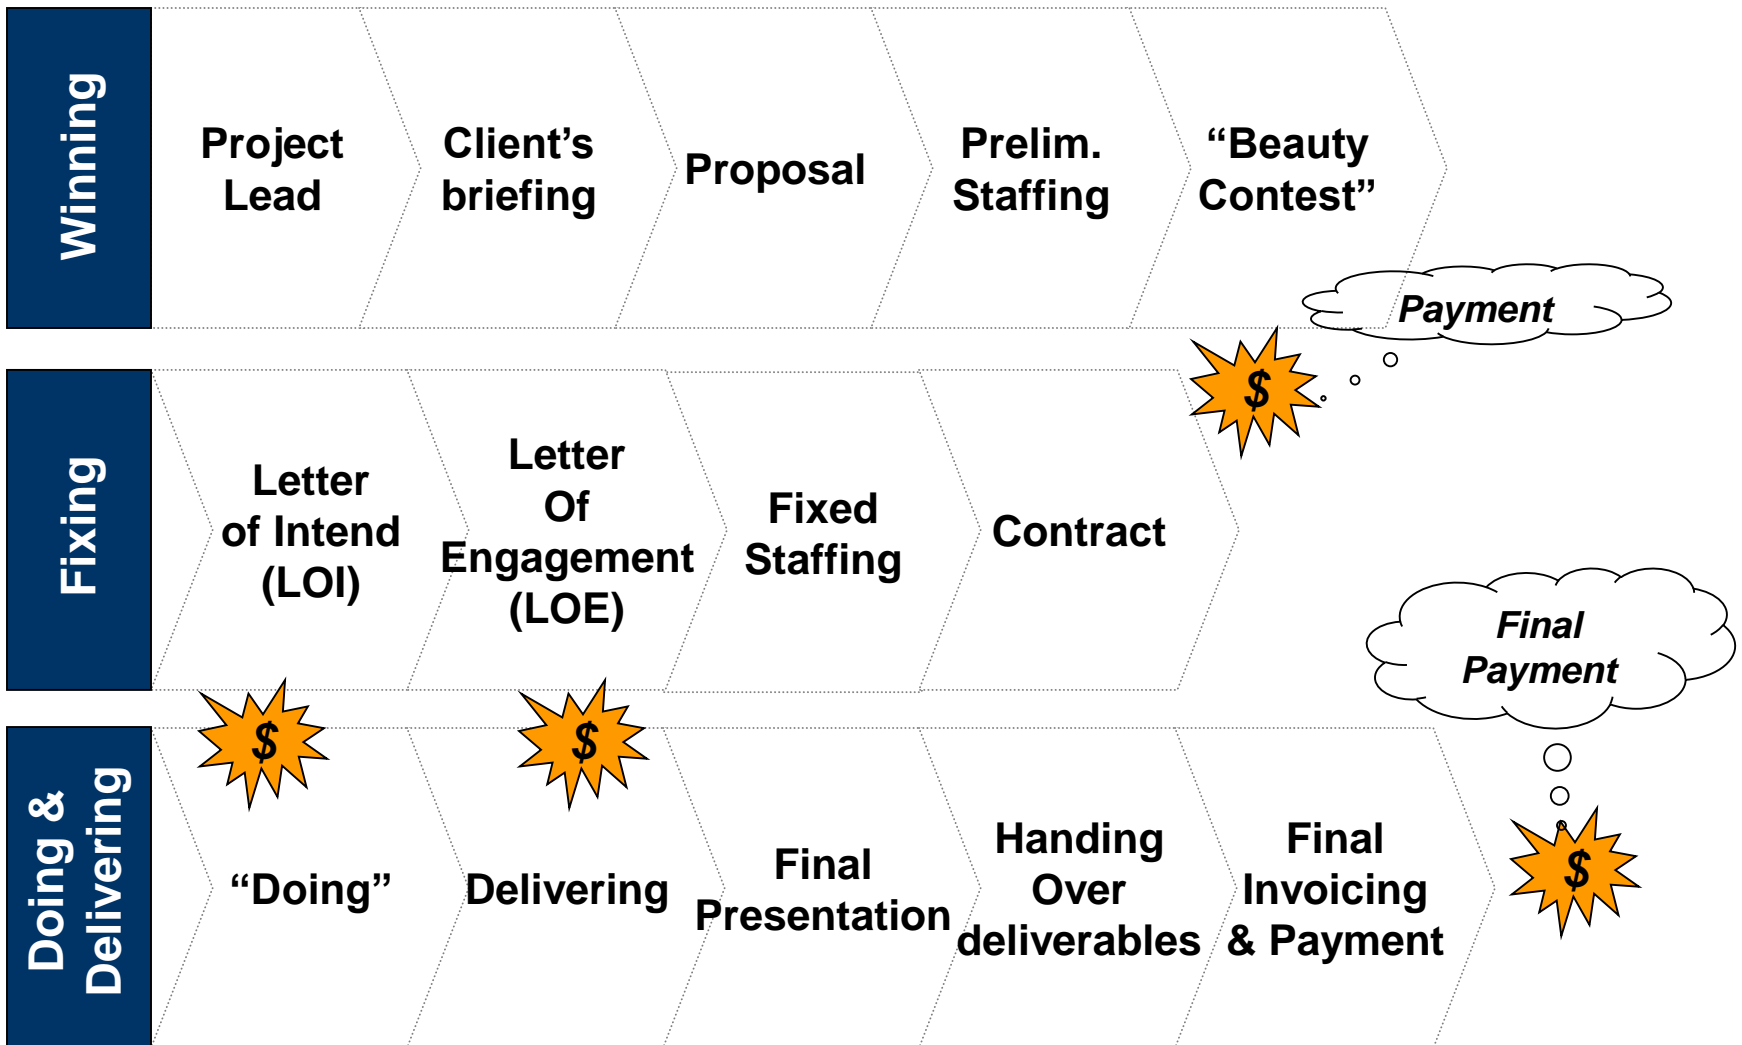 Winning
Project
Lead
Client’s
briefing
Proposal
Prelim.
Staffing
“Beauty
Contest”
Payment
$
Fixing
Letter
of Intend
(LOI)
Letter
Of
Engagement
(LOE)
Fixed
Staffing
Contract
Final
Payment
$
$
Doing &
Delivering
“Doing”
Delivering
Final
Presentation
Handing
Over
deliverables
Final
Invoicing
& Payment
$